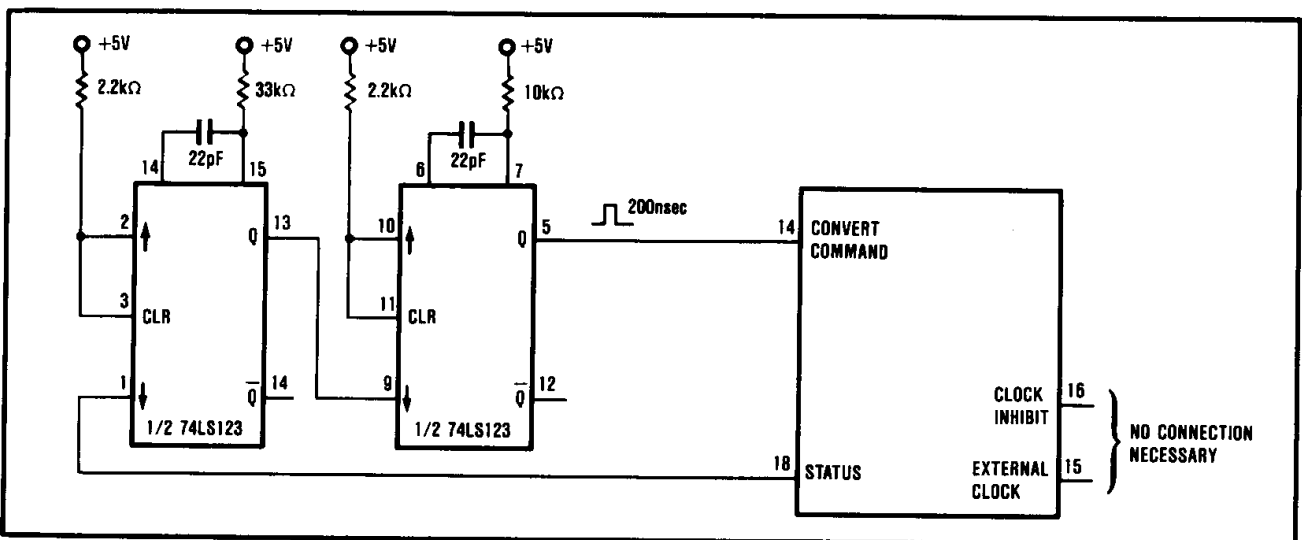 +5V
+5V
+5V
+5V
2.2kΩ
33kΩ
2.2kΩ
10kΩ
22pF
22pF
14
15
6
7
2
13
10
5
200nsec
14
CONVERT
COMMAND
Q
Q
3
CLR
11
CLR
1
Q̅
14
9
Q̅
12
1/2 74LS123
1/2 74LS123
CLOCK
INHIBIT
16
NO CONNECTION
NECESSARY
18
STATUS
EXTERNAL
CLOCK
15